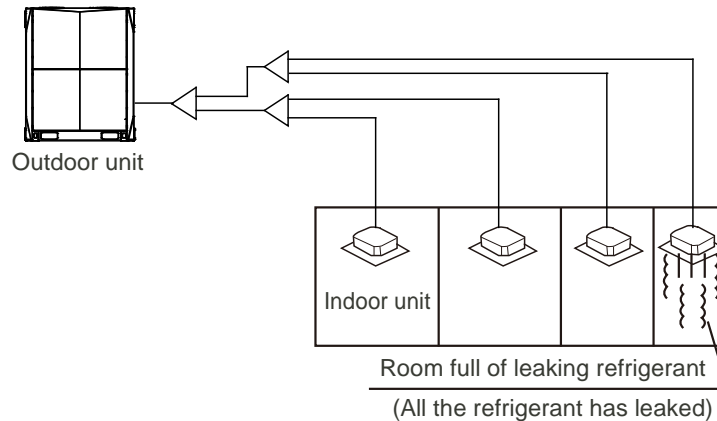 Outdoor unit
Indoor unit
Room full of leaking refrigerant
(All the refrigerant has leaked)